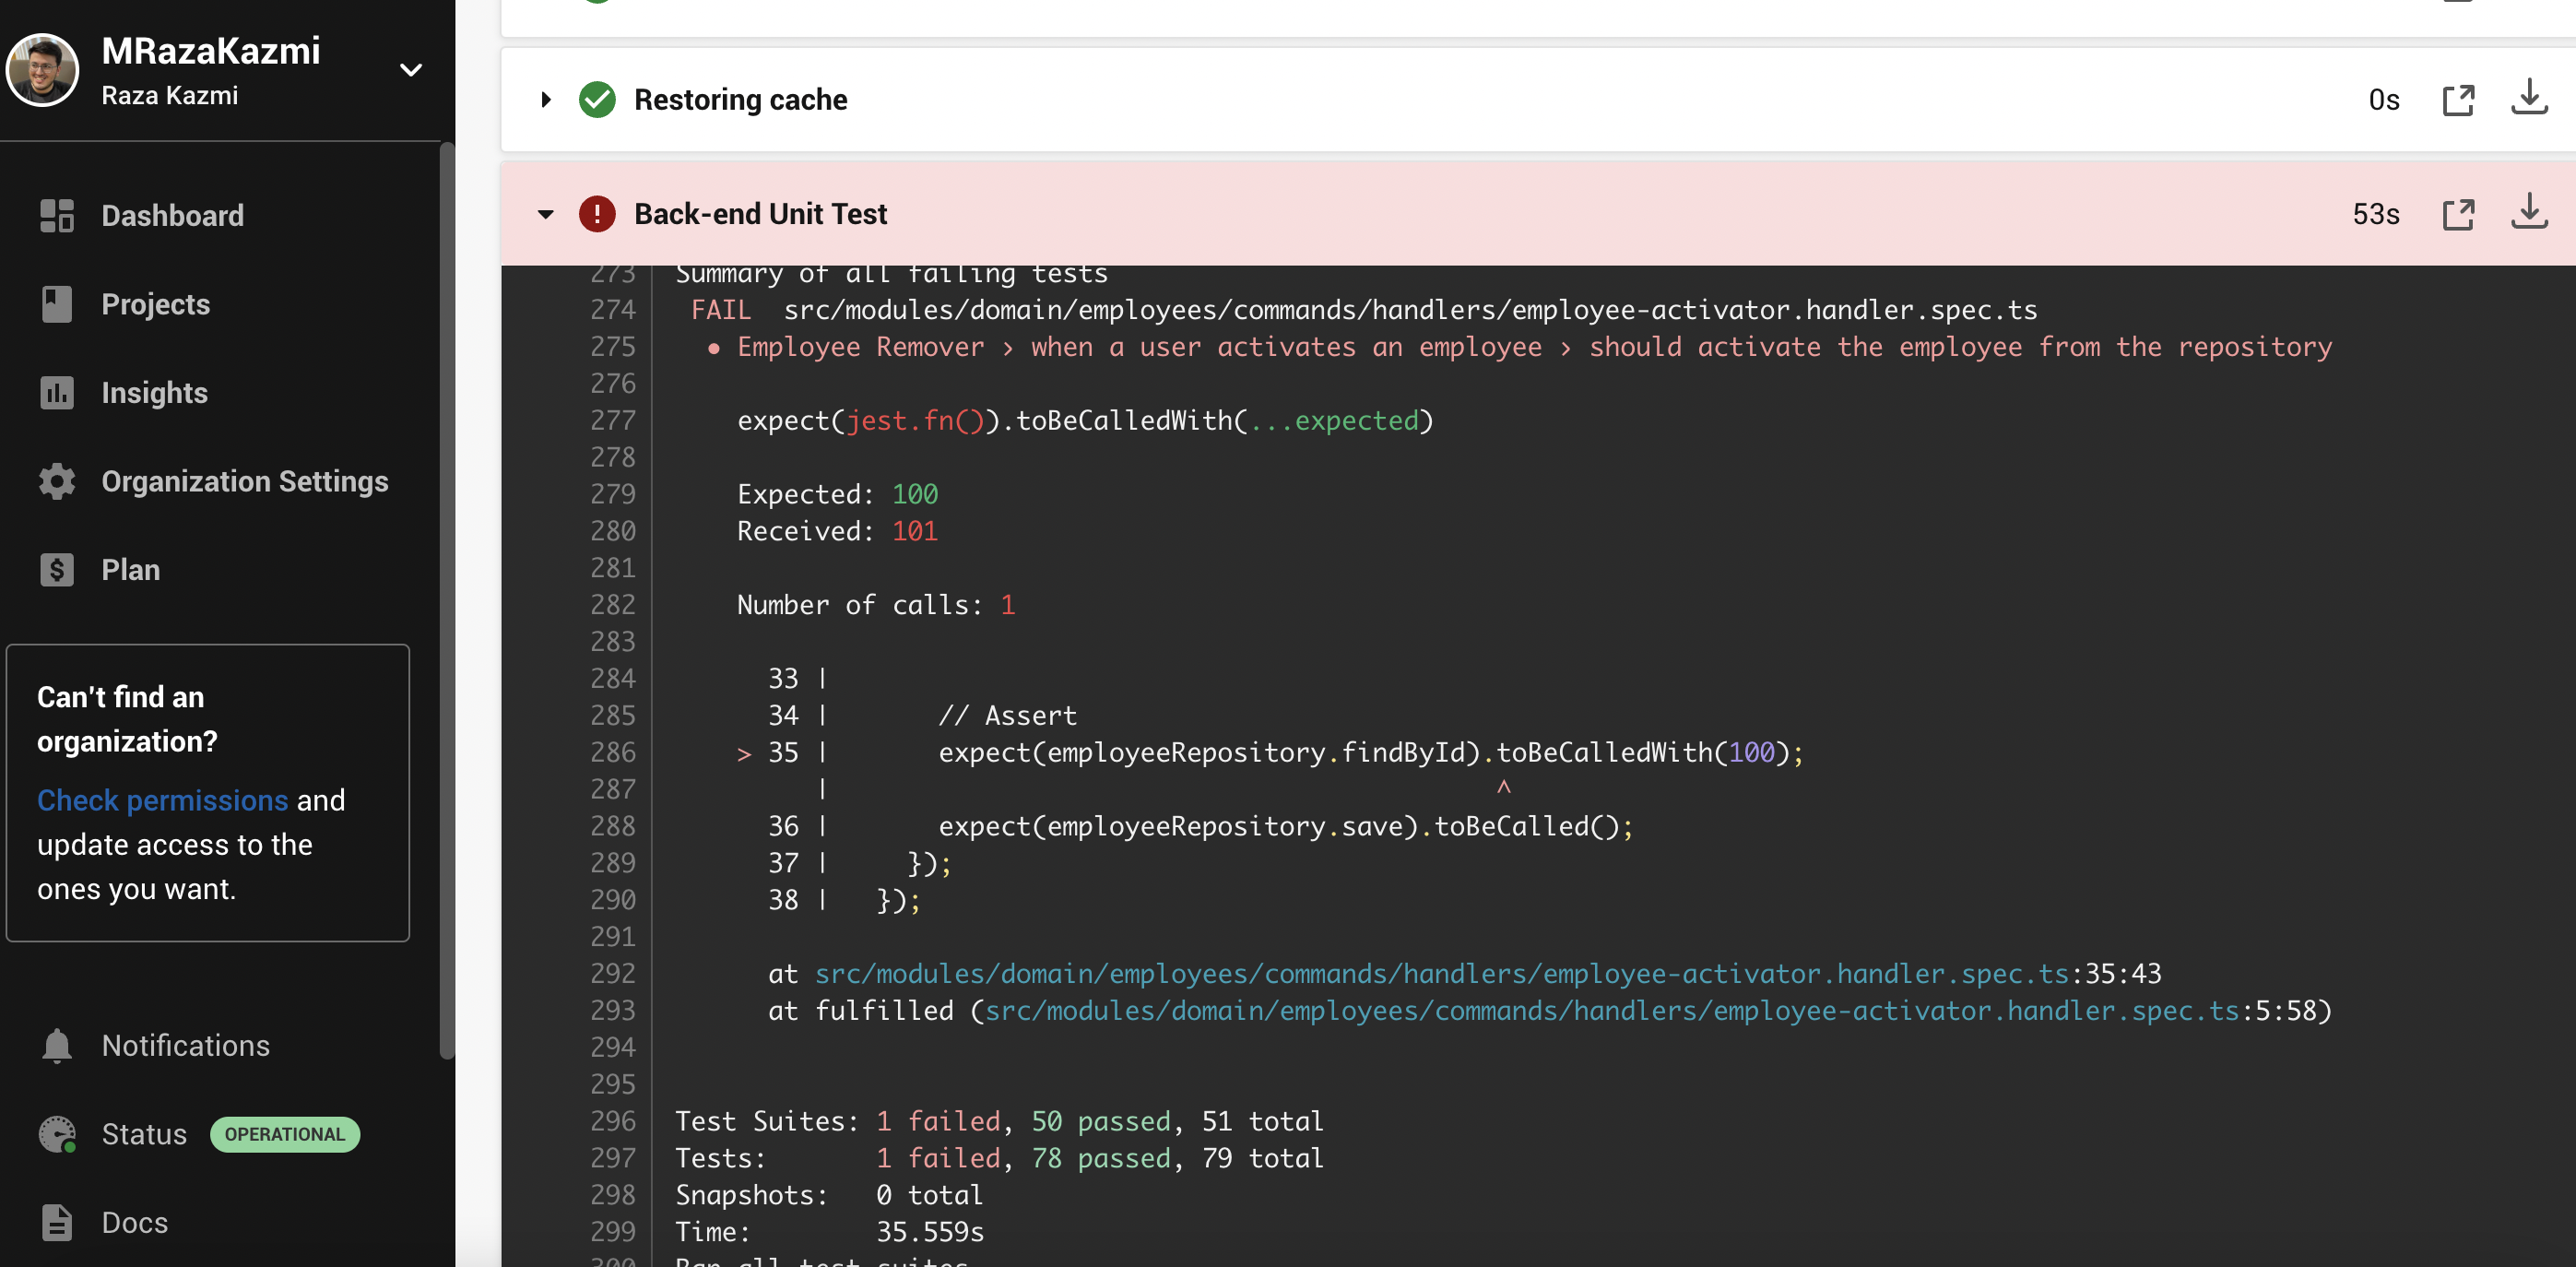 MRazaKazmi
Raza Kazmi
Dashboard
Projects
Insights
Organization Settings
Plan
Can't find an
organization?
Check permissions and
update access to the
ones you want.
Notifications
Status OPERATIONAL
Docs
Restoring cache 0s
Back-end Unit Test 53s
273 Summary of all failing tests
274 FAIL src/modules/domain/employees/commands/handlers/employee-activator.handler.spec.ts
275 ● Employee Remover › when a user activates an employee › should activate the employee from the repository
276
277 expect(jest.fn()).toBeCalledWith(...expected)
278
279 Expected: 100
280 Received: 101
281
282 Number of calls: 1
283
284 33 |
285 34 | // Assert
286 > 35 | expect(employeeRepository.findById).toBeCalledWith(100);
287 | ^
288 36 | expect(employeeRepository.save).toBeCalled();
289 37 | });
290 38 | });
291
292 at src/modules/domain/employees/commands/handlers/employee-activator.handler.spec.ts:35:43
293 at fulfilled (src/modules/domain/employees/commands/handlers/employee-activator.handler.spec.ts:5:58)
294
295
296 Test Suites: 1 failed, 50 passed, 51 total
297 Tests: 1 failed, 78 passed, 79 total
298 Snapshots: 0 total
299 Time: 35.559s
300 Ran all test suites.